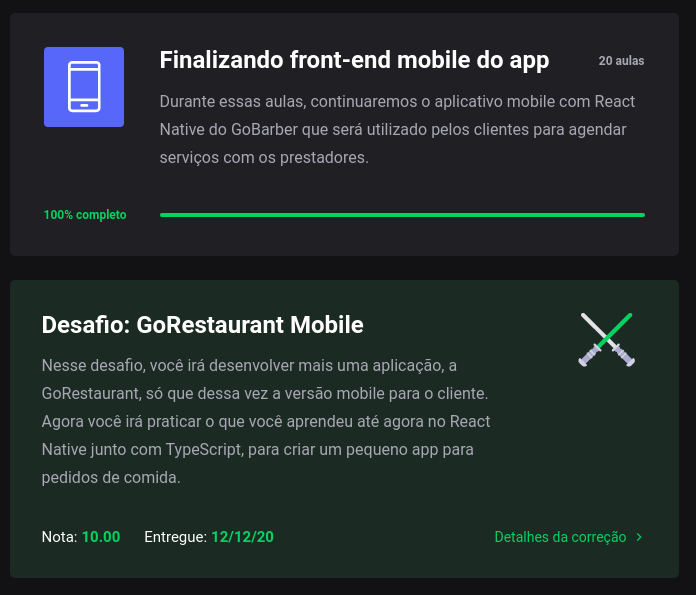 Finalizando front-end mobile do app
20 aulas
Durante essas aulas, continuaremos o aplicativo mobile com React
Native do GoBarber que será utilizado pelos clientes para agendar
serviços com os prestadores.
100% completo
Desafio: GoRestaurant Mobile
Nesse desafio, você irá desenvolver mais uma aplicação, a
GoRestaurant, só que dessa vez a versão mobile para o cliente.
Agora você irá praticar o que você aprendeu até agora no React
Native junto com TypeScript, para criar um pequeno app para
pedidos de comida.
Nota: 10.00 Entregue: 12/12/20 Detalhes da correção